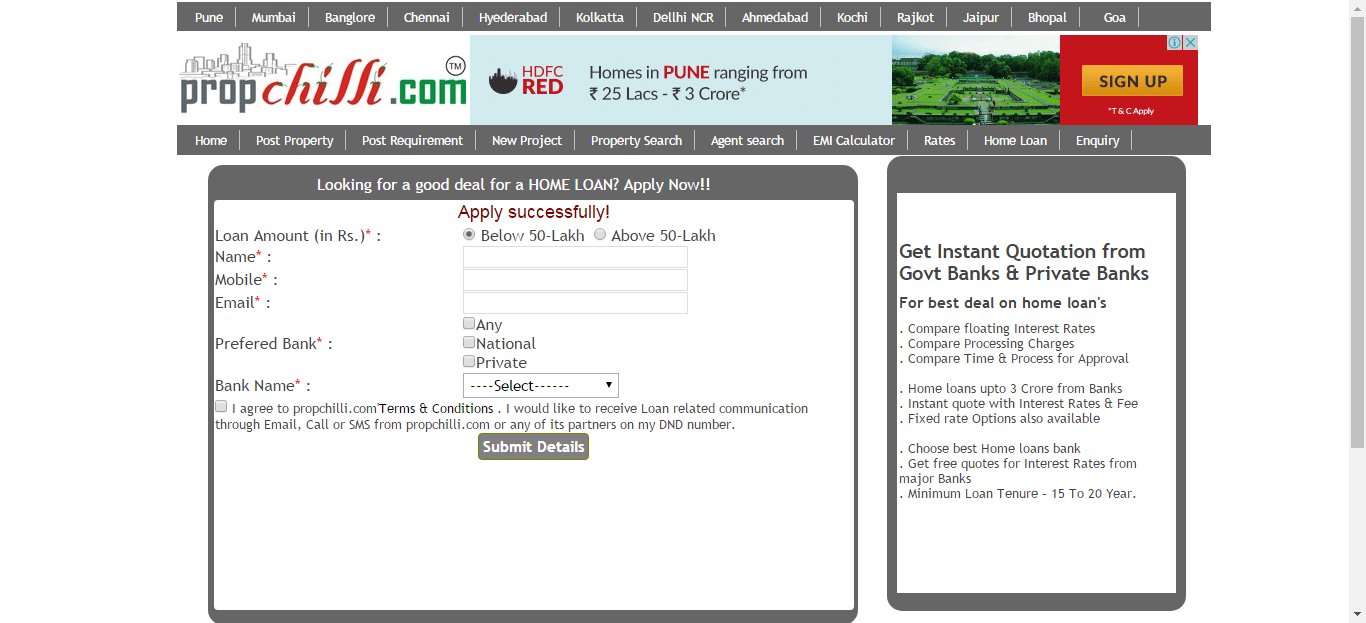 Pune Mumbai Banglore Chennai Hyederabad Kolkatta Dellhi NCR Ahmedabad Kochi Rajkot Jaipur Bhopal Goa
propchilli.com TM
HDFC RED
Homes in PUNE ranging from
₹ 25 Lacs - ₹ 3 Crore*
SIGN UP
*T & C Apply
Home Post Property Post Requirement New Project Property Search Agent search EMI Calculator Rates Home Loan Enquiry
Looking for a good deal for a HOME LOAN? Apply Now!!
Apply successfully!
Loan Amount (in Rs.)* : Below 50-Lakh Above 50-Lakh
Name* :
Mobile* :
Email* :
Any
Prefered Bank* : National
Private
Bank Name* : ----Select------
I agree to propchilli.com'Terms & Conditions . I would like to receive Loan related communication
through Email, Call or SMS from propchilli.com or any of its partners on my DND number.
Submit Details
Get Instant Quotation from
Govt Banks & Private Banks
For best deal on home loan's
. Compare floating Interest Rates
. Compare Processing Charges
. Compare Time & Process for Approval
. Home loans upto 3 Crore from Banks
. Instant quote with Interest Rates & Fee
. Fixed rate Options also available
. Choose best Home loans bank
. Get free quotes for Interest Rates from
major Banks
. Minimum Loan Tenure - 15 To 20 Year.